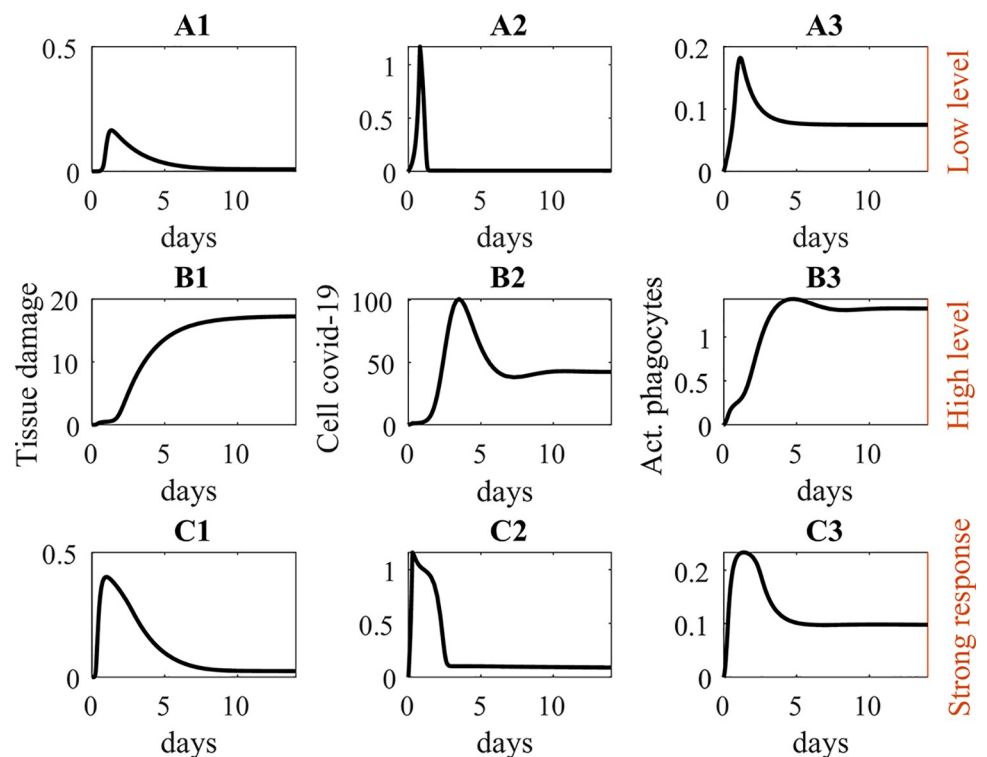 A1
0.5
0
0 5 10
days
A2
1
0.5
0
0 5 10
days
A3
0.2
0.1
0
0 5 10
days
Low level
B1
20
10
0
0 5 10
days
Tissue damage
B2
100
50
0
0 5 10
days
Cell covid-19
B3
1
0.5
0
0 5 10
days
Act. phagocytes
High level
C1
0.5
0
0 5 10
days
C2
1
0.5
0
0 5 10
days
C3
0.2
0.1
0
0 5 10
days
Strong response